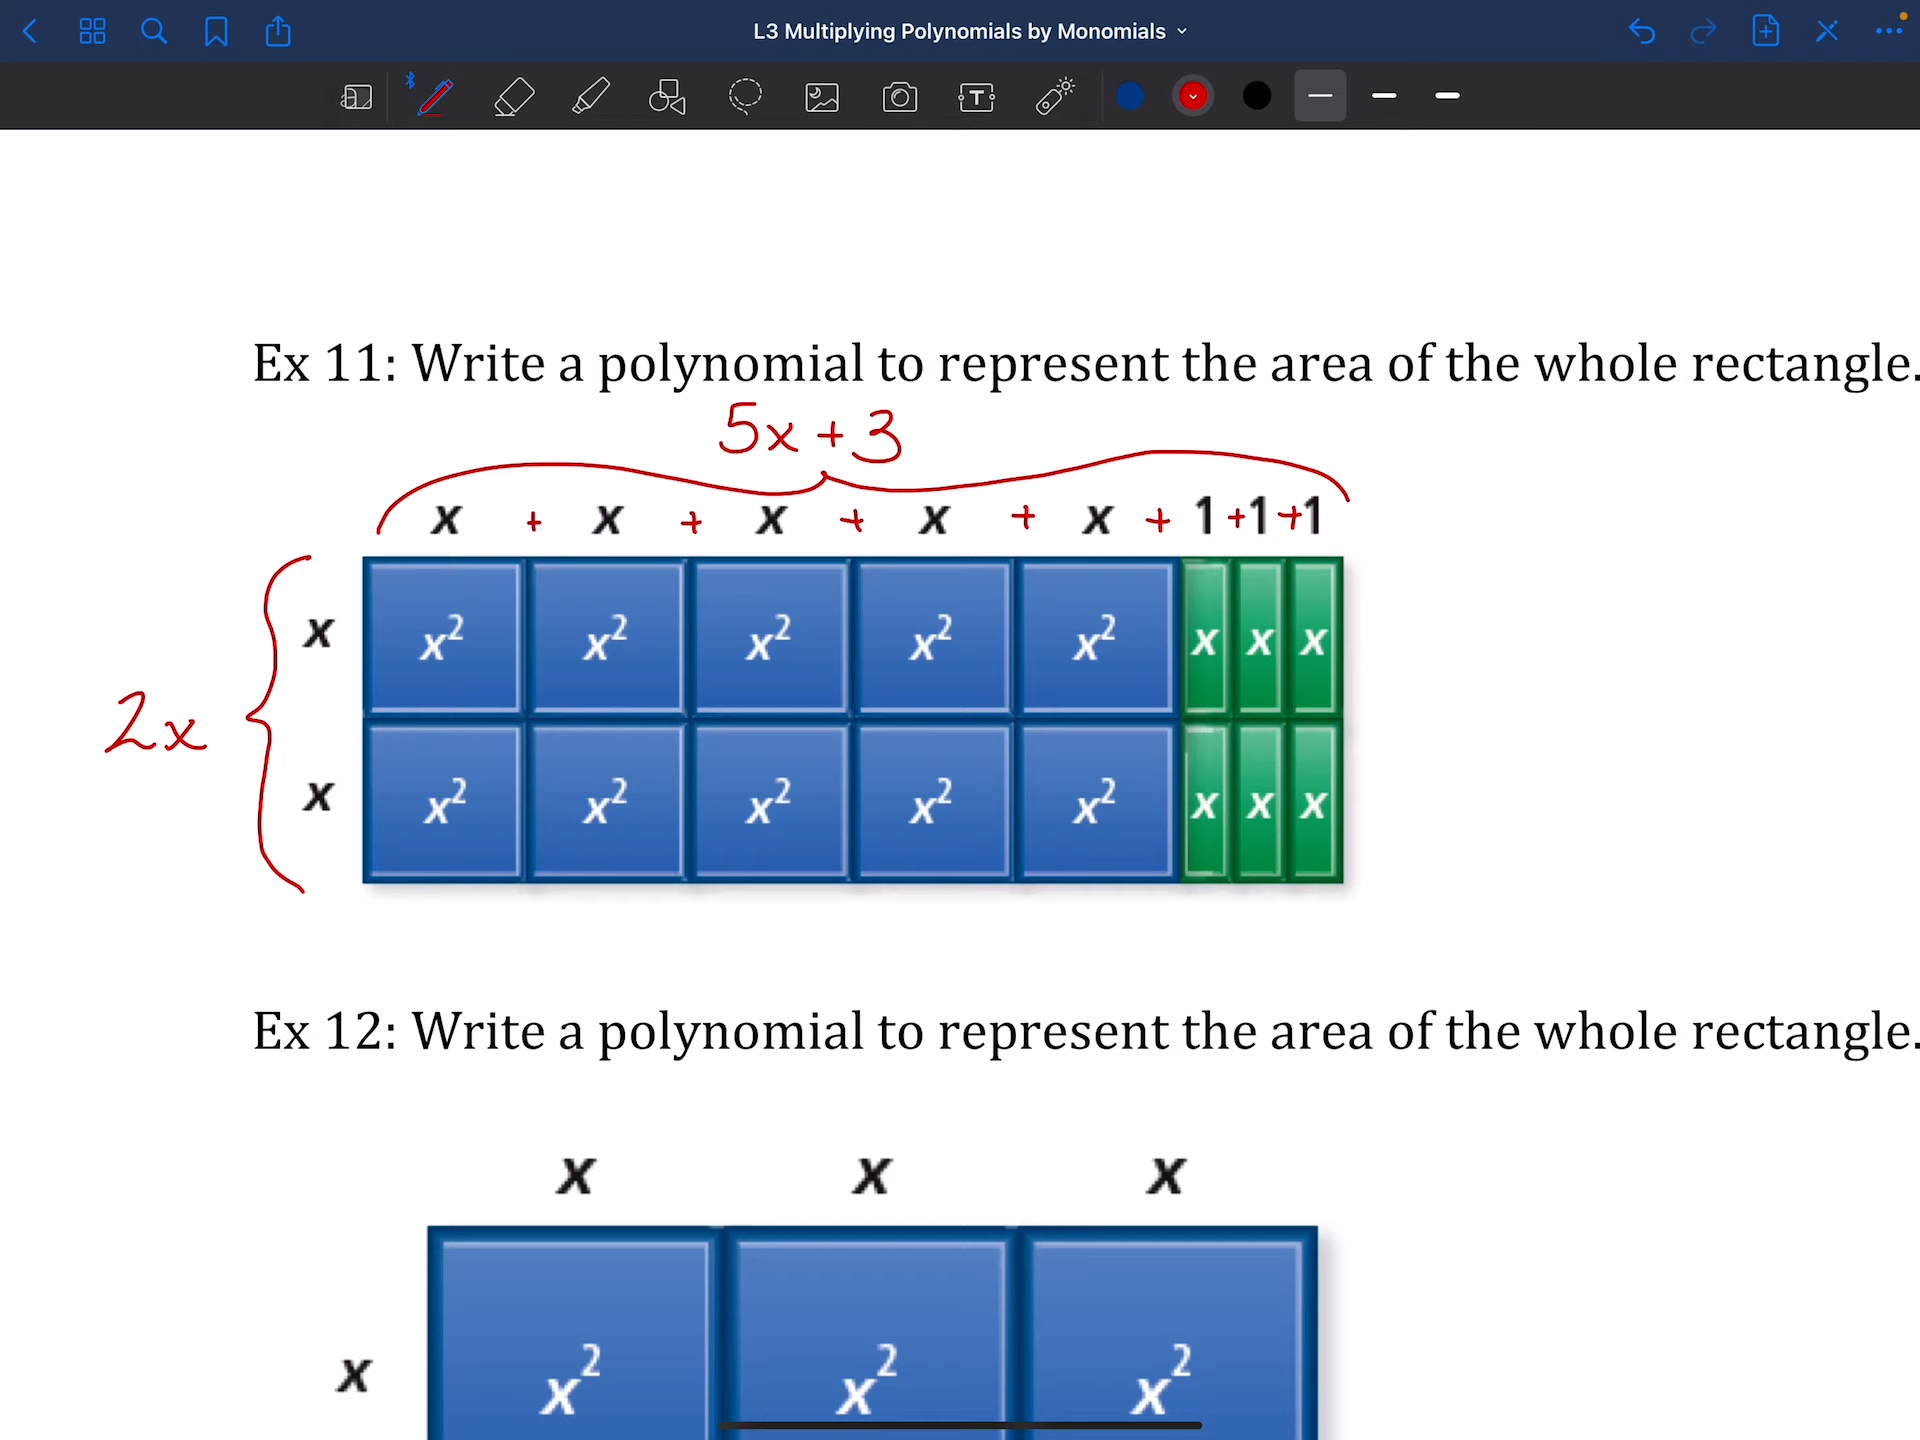 L3 Multiplying Polynomials by Monomials
T
Ex 11: Write a polynomial to represent the area of the whole rectangle.
5x + 3
x + x + x + x + x + 1 + 1 + 1
x x² x² x² x² x² x x x
2x
x x² x² x² x² x² x x x
Ex 12: Write a polynomial to represent the area of the whole rectangle.
x x x
x x² x² x²